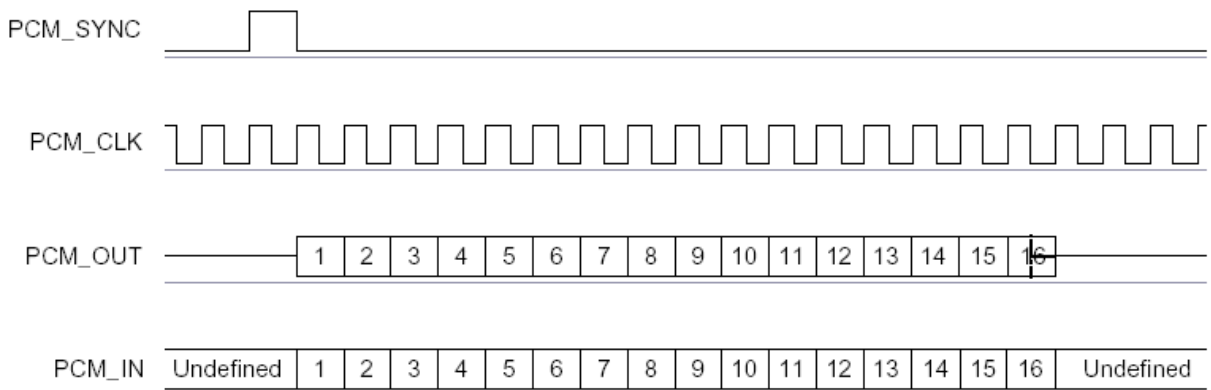 PCM_SYNC
PCM_CLK
PCM_OUT 1 2 3 4 5 6 7 8 9 10 11 12 13 14 15 16
PCM_IN Undefined 1 2 3 4 5 6 7 8 9 10 11 12 13 14 15 16 Undefined